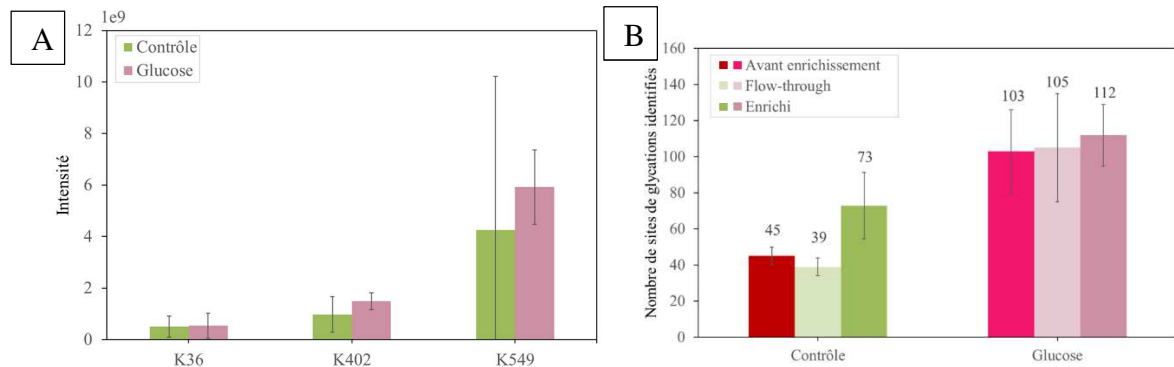 A
1e9
12
10
8
6
4
2
0
Intensité
Contrôle
Glucose
K36
K402
K549
B
160
140
120
100
80
60
40
20
0
Nombre de sites de glycations identifiés
Avant enrichissement
Flow-through
Enrichi
45
39
73
103
105
112
Contrôle
Glucose